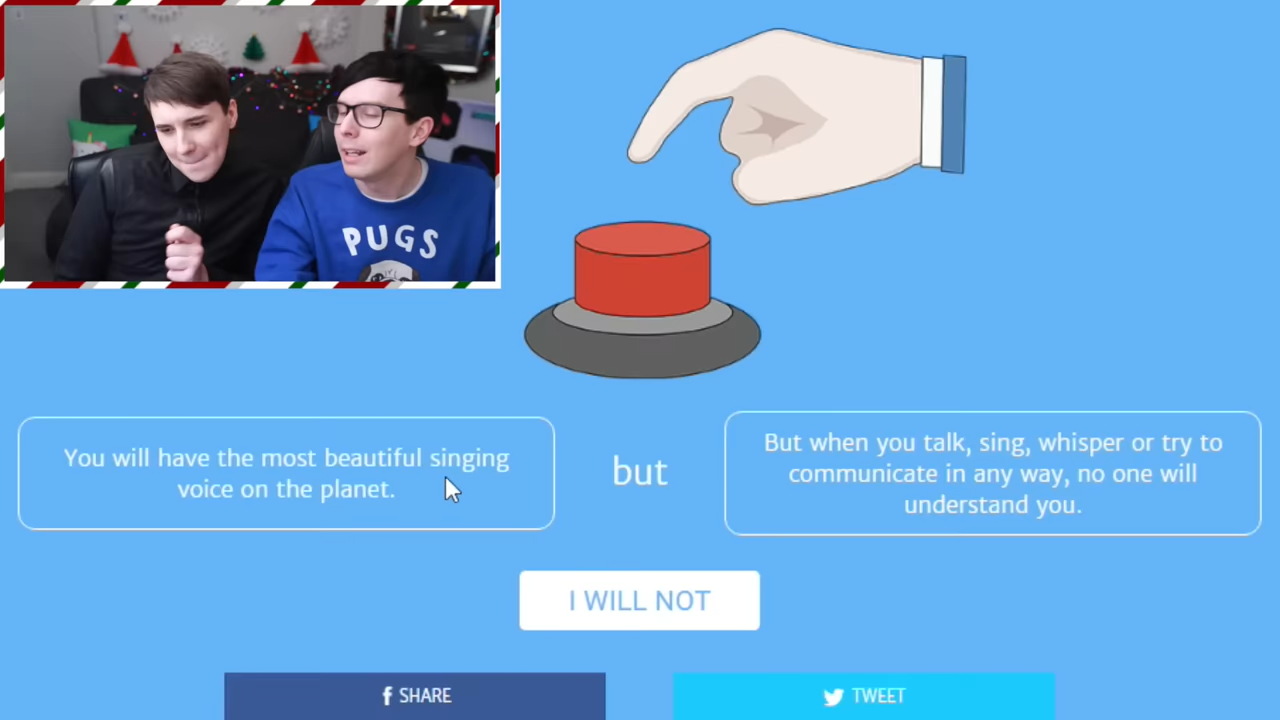 PUGS
You will have the most beautiful singing
voice on the planet.
but
But when you talk, sing, whisper or try to
communicate in any way, no one will
understand you.
I WILL NOT
f SHARE
TWEET